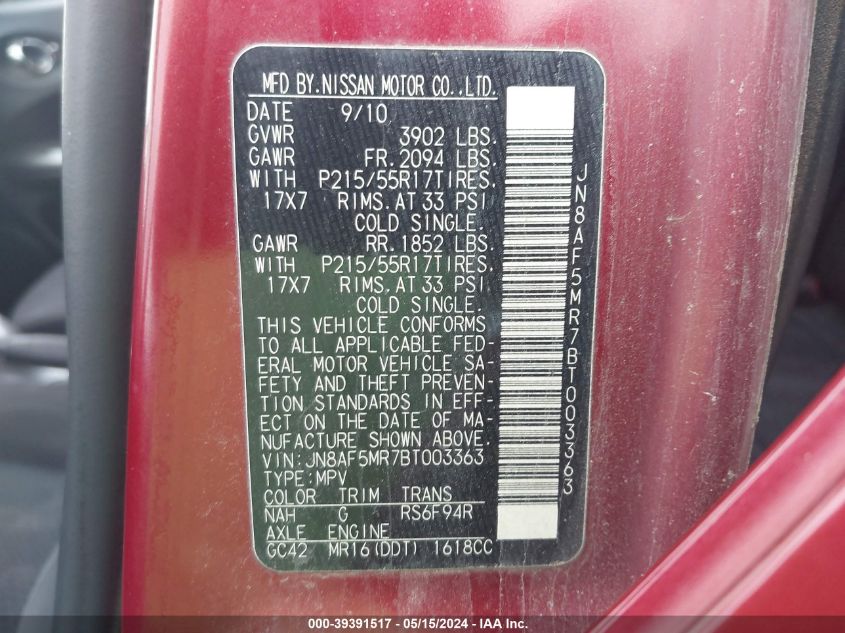 MFD BY.NISSAN MOTOR CO.,LTD.
DATE 9/10
GVWR 3902 LBS.
GAWR FR.2094 LBS.
WITH P215/55R17TIRES.
17X7 RIMS.AT 33 PSI
COLD SINGLE.
GAWR RR.1852 LBS.
WITH P215/55R17TIRES.
17X7 RIMS.AT 33 PSI.
COLD SINGLE.
THIS VEHICLE CONFORMS
TO ALL APPLICABLE FED-
ERAL MOTOR VEHICLE SA-
FETY AND THEFT PREVEN-
TION STANDARDS IN EFF-
ECT ON THE DATE OF MA-
NUFACTURE SHOWN ABOVE.
VIN:JN8AF5MR7BT003363
TYPE:MPV
COLOR TRIM TRANS
NAH G RS6F94R
AXLE ENGINE
GC42 MR16(DDT) 1618CC
JN8AF5MR7BT003363
000-39391517 - 05/15/2024 - IAA Inc.